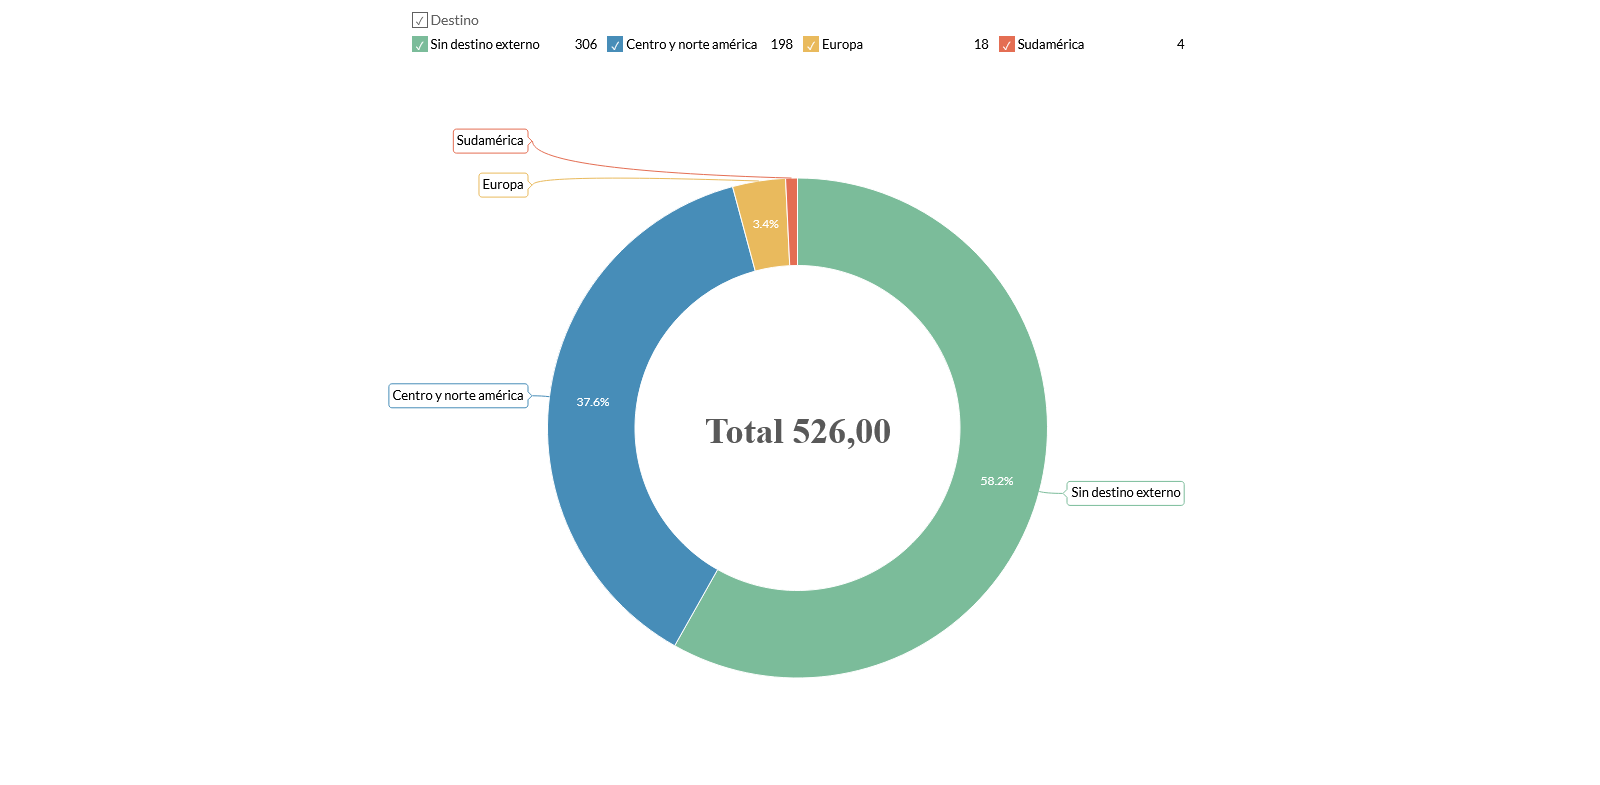 Destino
Sin destino externo 306 Centro y norte américa 198 Europa 18 Sudamérica 4
Sudamérica
Europa
3.4%
Centro y norte américa
37.6%
Total 526,00
58.2%
Sin destino externo